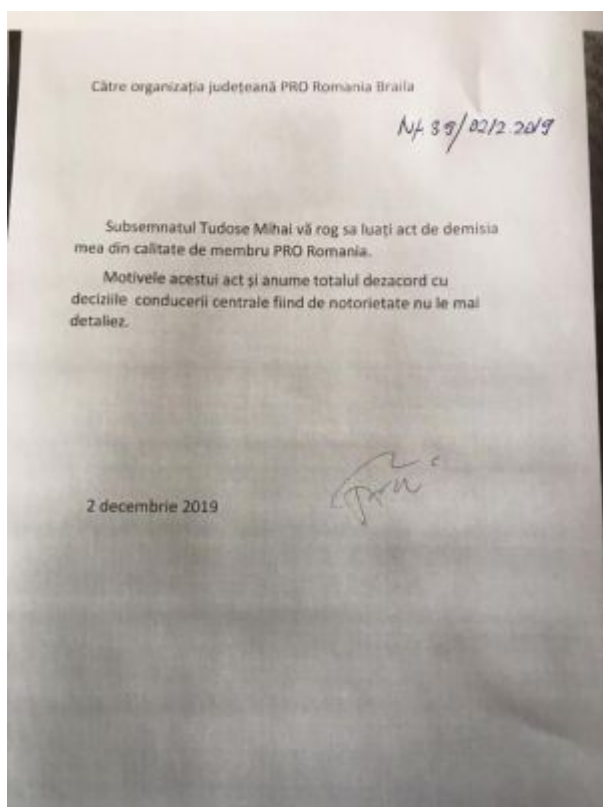 Către organizația județeană PRO Romania Braila
Nr. 39/02/2.2019
Subsemnatul Tudose Mihai vă rog sa luați act de demisia
mea din calitate de membru PRO Romania.
Motivele acestui act și anume totalul dezacord cu
deciziile conducerii centrale fiind de notorietate nu le mai
detaliez.
2 decembrie 2019